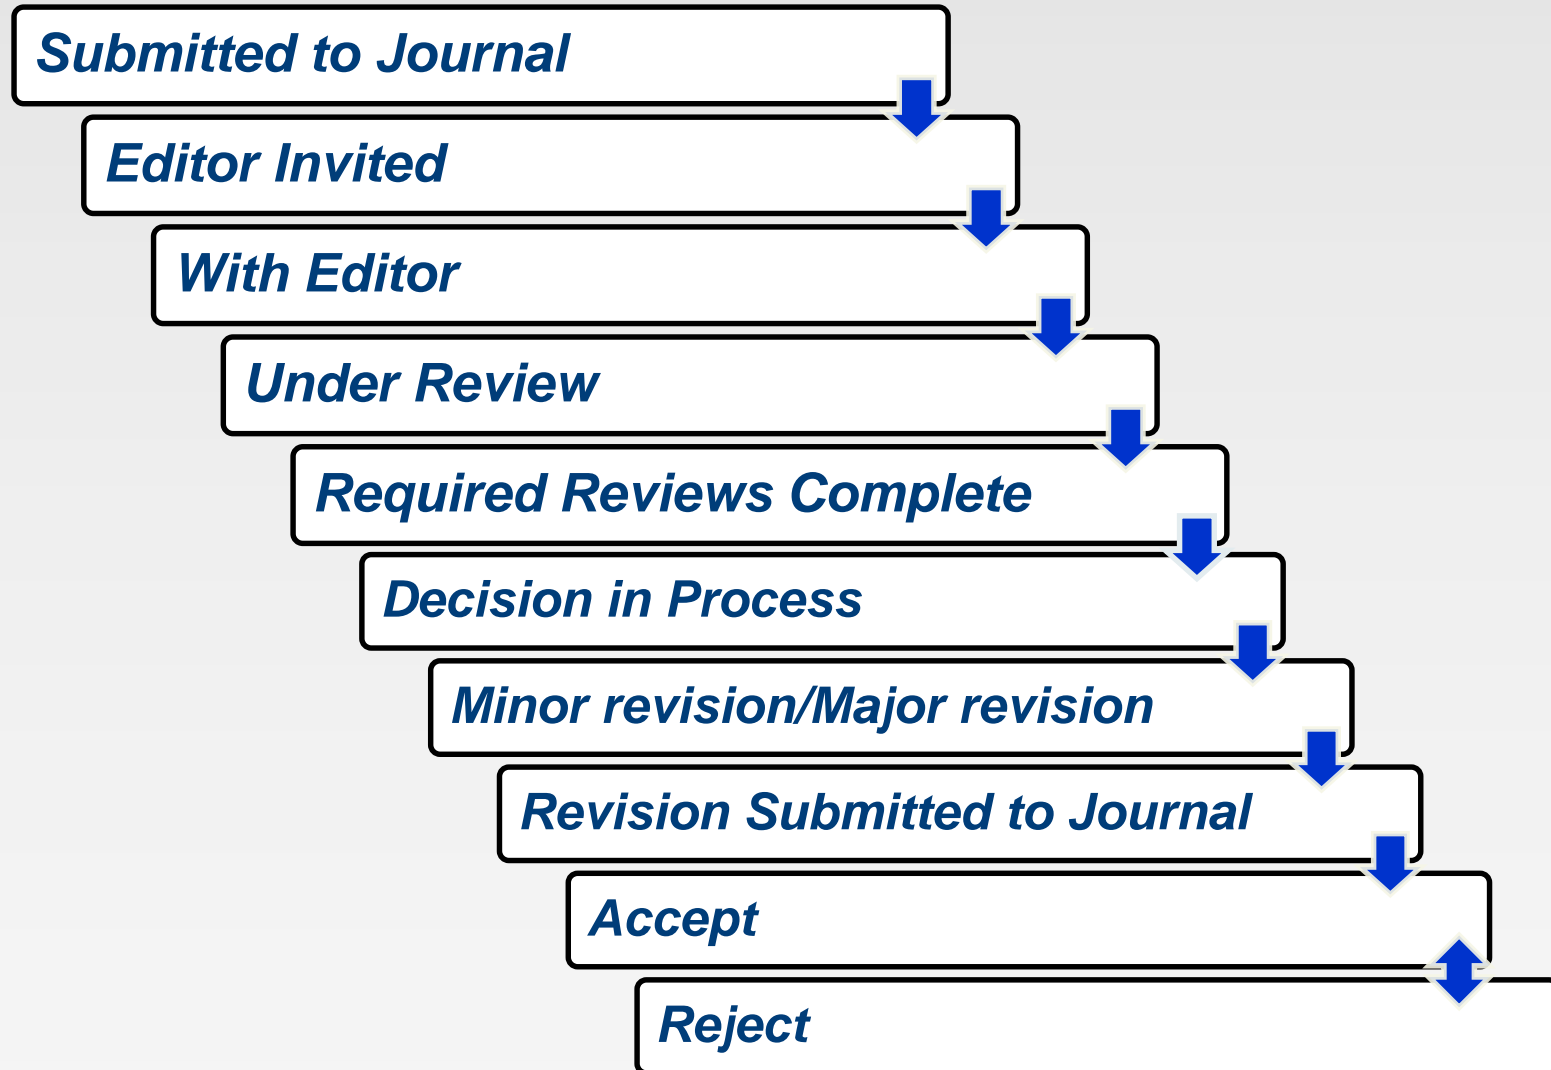 Submitted to Journal
Editor Invited
With Editor
Under Review
Required Reviews Complete
Decision in Process
Minor revision/Major revision
Revision Submitted to Journal
Accept
Reject